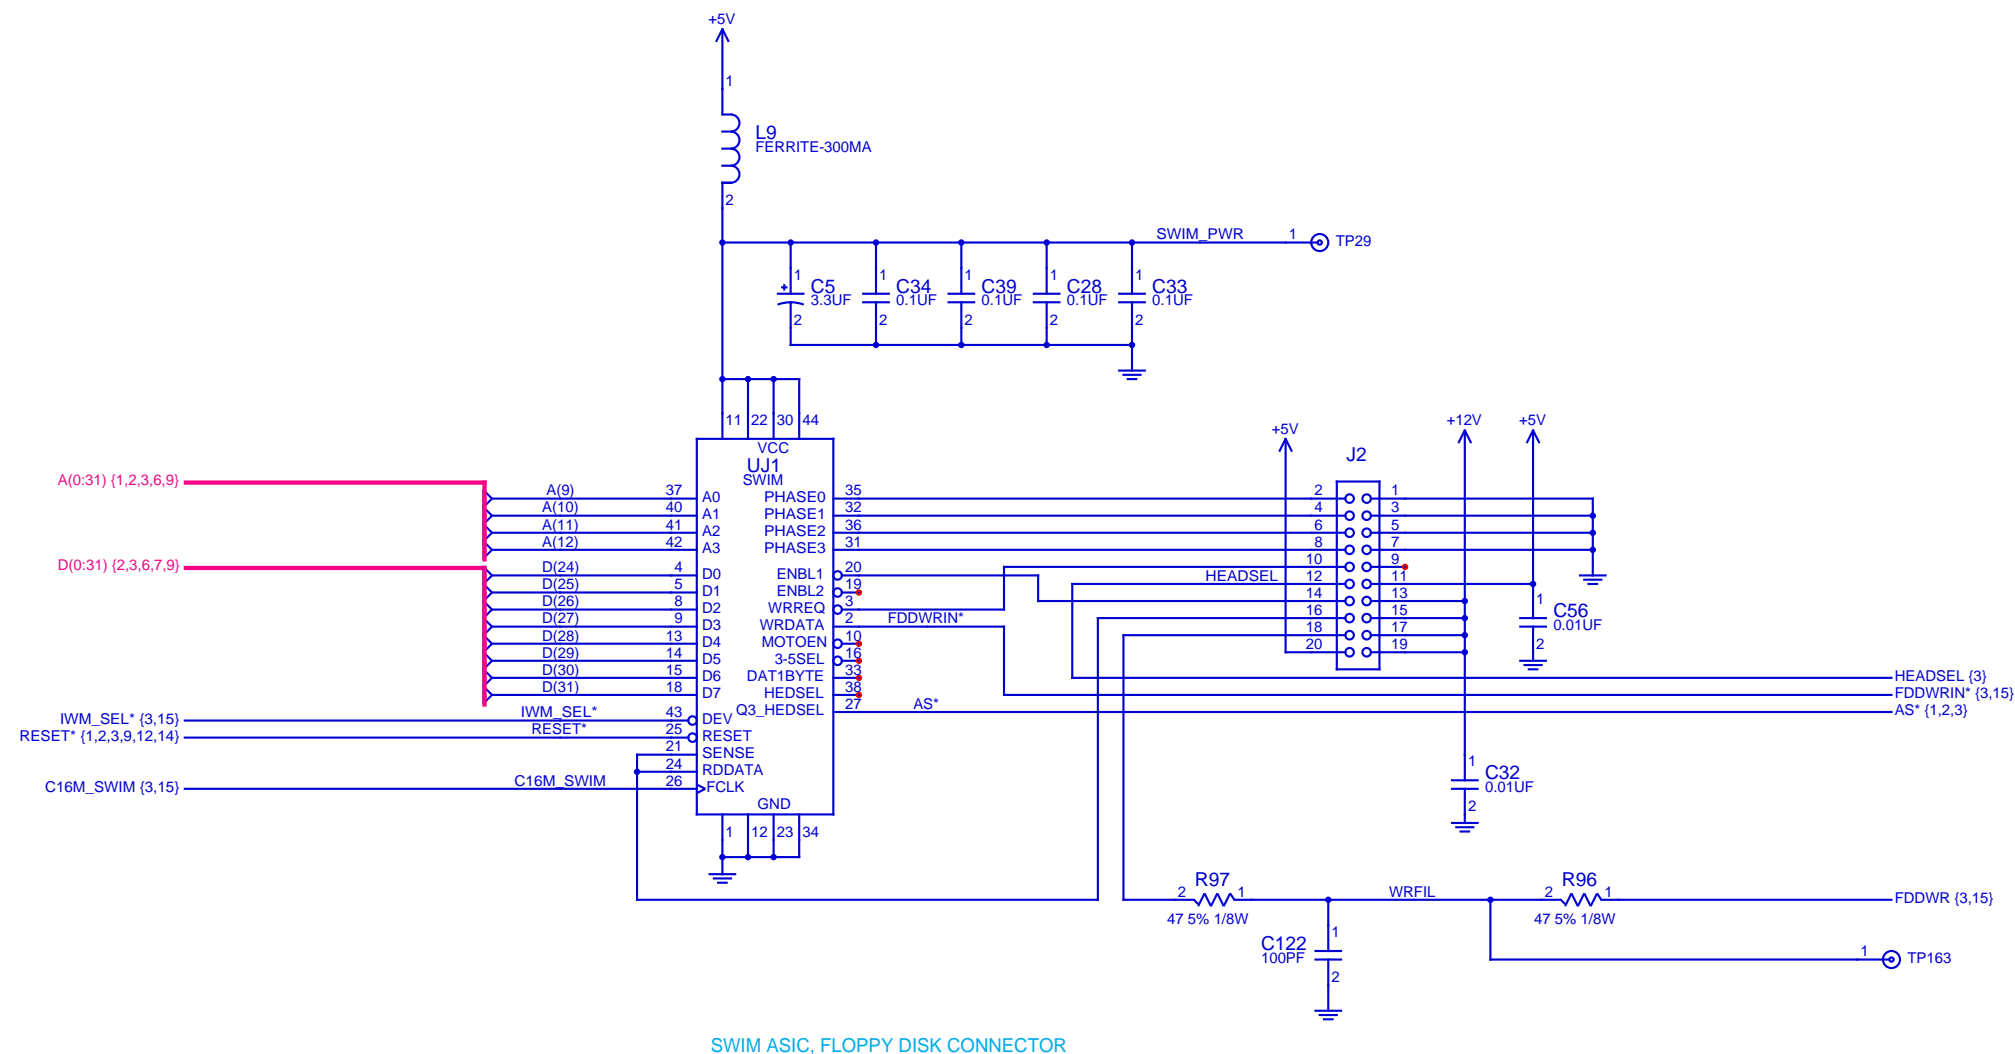 +5V
1
L9
FERRITE-300MA
2
SWIM_PWR 1 TP29
1 1 1 1 1
C5 C34 C39 C28 C33
3.3UF 0.1UF 0.1UF 0.1UF 0.1UF
2 2 2 2 2
11 22 30 44
+5V +12V +5V
VCC
UJ1
SWIM
J2
A(0:31) {1,2,3,6,9}
A(9) 37 A0 PHASE0 35 2 1
A(10) 40 A1 PHASE1 32 4 3
A(11) 41 A2 PHASE2 36 6 5
A(12) 42 A3 PHASE3 31 8 7
D(0:31) {2,3,6,7,9}
10 9
D(24) 4 D0 ENBL1 20 HEADSEL 12 11
D(25) 5 D1 ENBL2 19 14 13
D(26) 8 D2 WRREQ 3 16 15
D(27) 9 D3 WRDATA 2 FDDWRIN* 18 17
D(28) 13 D4 MOTOEN 10 20 19
1
C56
0.01UF
2
D(29) 14 D5 3-5SEL 16
D(30) 15 D6 DAT1BYTE 33 HEADSEL {3}
D(31) 18 D7 HEDSEL 38 FDDWRIN* {3,15}
Q3_HEDSEL 27 AS* AS* {1,2,3}
IWM_SEL* {3,15} IWM_SEL* 43 DEV
RESET* {1,2,3,9,12,14} RESET* 25 RESET
21 SENSE
24 RDDATA
C16M_SWIM {3,15} C16M_SWIM 26 FCLK
1
C32
0.01UF
2
GND
1 12 23 34
R97 R96
2 1 WRFIL 2 1 FDDWR {3,15}
47 5% 1/8W 47 5% 1/8W
1
C122
100PF
2
1 TP163
SWIM ASIC, FLOPPY DISK CONNECTOR